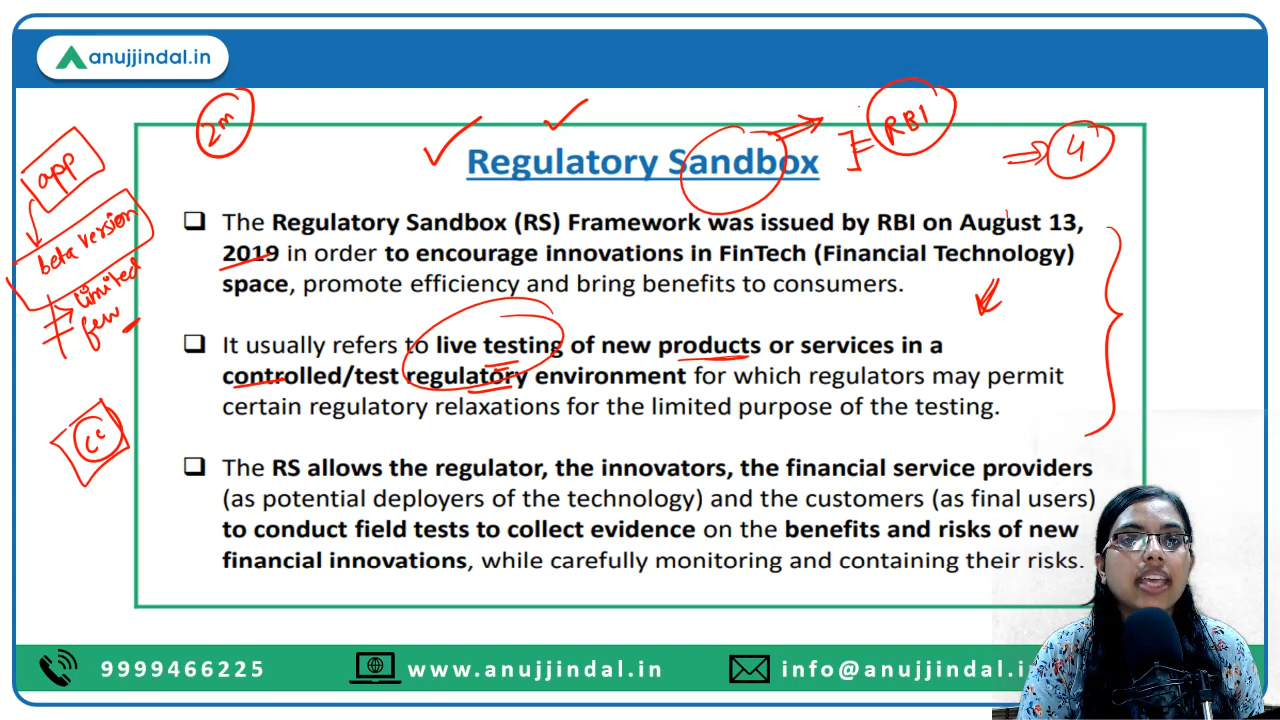 anujjindal.in
2m
RBI
4
app
beta version
limited
few
Regulatory Sandbox
❑ The Regulatory Sandbox (RS) Framework was issued by RBI on August 13,
2019 in order to encourage innovations in FinTech (Financial Technology)
space, promote efficiency and bring benefits to consumers.
❑ It usually refers to live testing of new products or services in a
controlled/test regulatory environment for which regulators may permit
certain regulatory relaxations for the limited purpose of the testing.
❑ The RS allows the regulator, the innovators, the financial service providers
(as potential deployers of the technology) and the customers (as final users)
to conduct field tests to collect evidence on the benefits and risks of new
financial innovations, while carefully monitoring and containing their risks.
9999466225
www.anujjindal.in
info@anujjindal.i